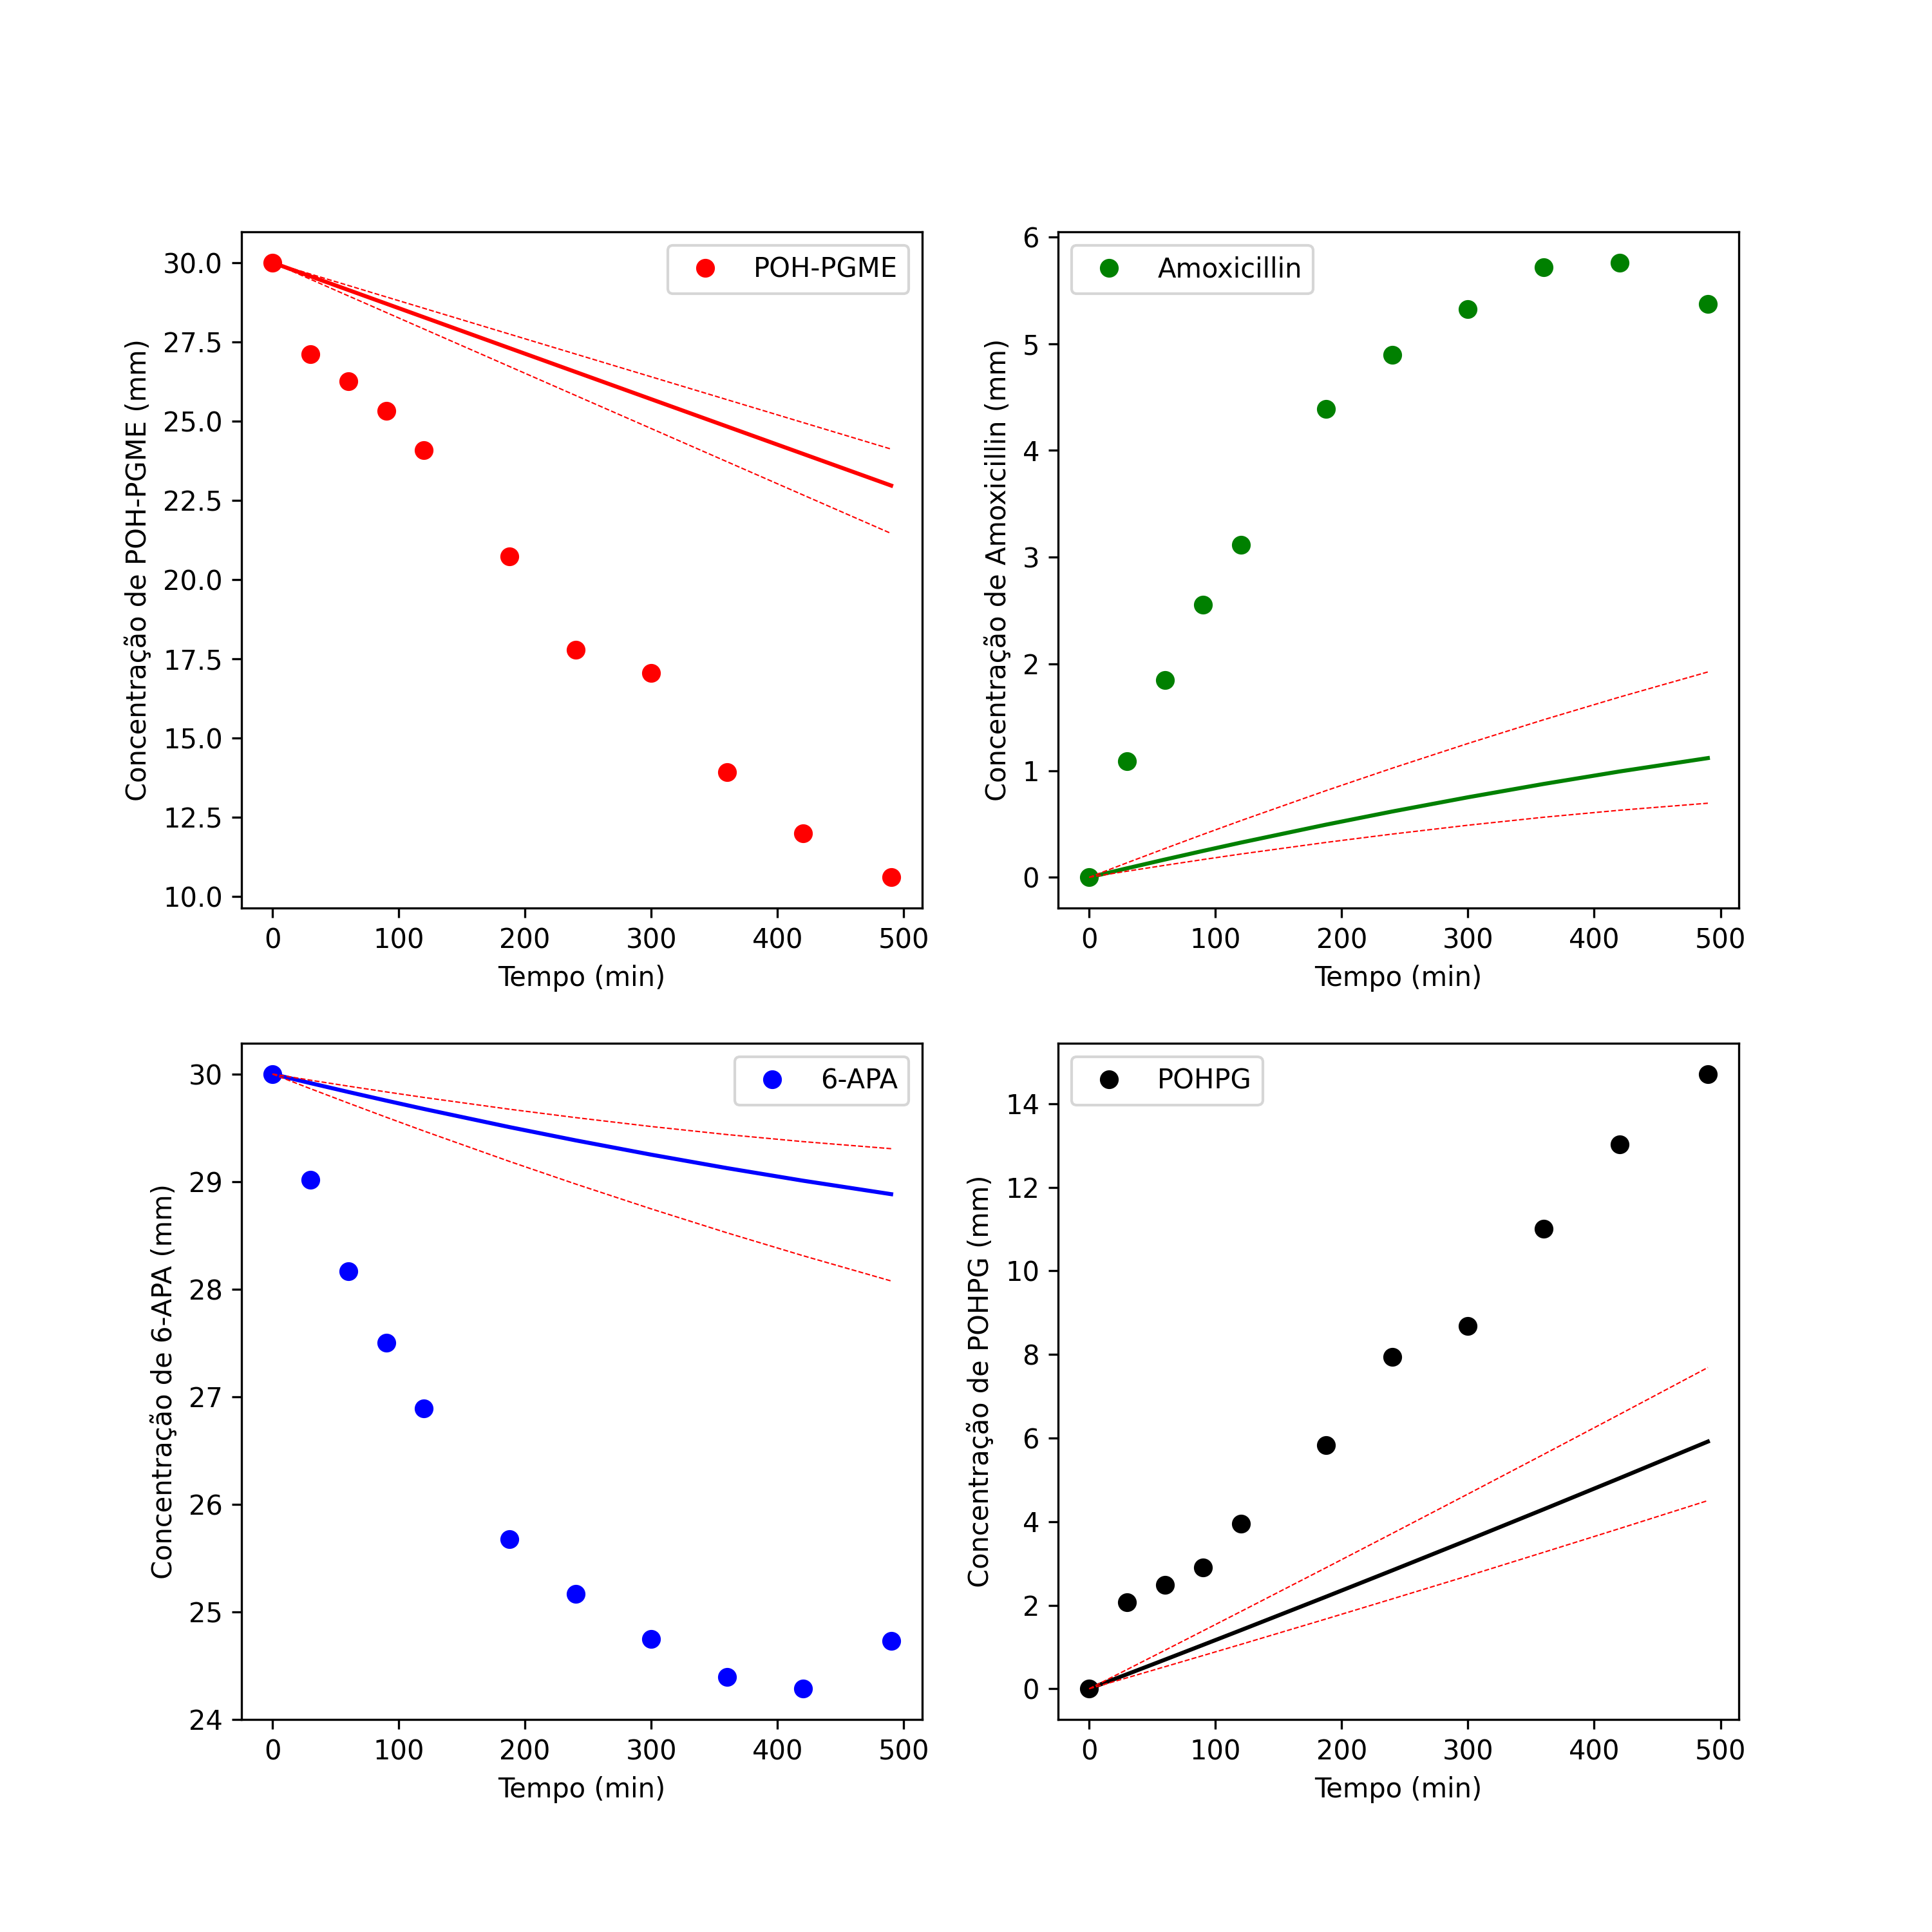 POH-PGME
Concentração de POH-PGME (mm)
30.0
27.5
25.0
22.5
20.0
17.5
15.0
12.5
10.0
0 100 200 300 400 500
Tempo (min)
Amoxicillin
Concentração de Amoxicillin (mm)
6
5
4
3
2
1
0
0 100 200 300 400 500
Tempo (min)
6-APA
Concentração de 6-APA (mm)
30
29
28
27
26
25
24
0 100 200 300 400 500
Tempo (min)
POHPG
Concentração de POHPG (mm)
14
12
10
8
6
4
2
0
0 100 200 300 400 500
Tempo (min)